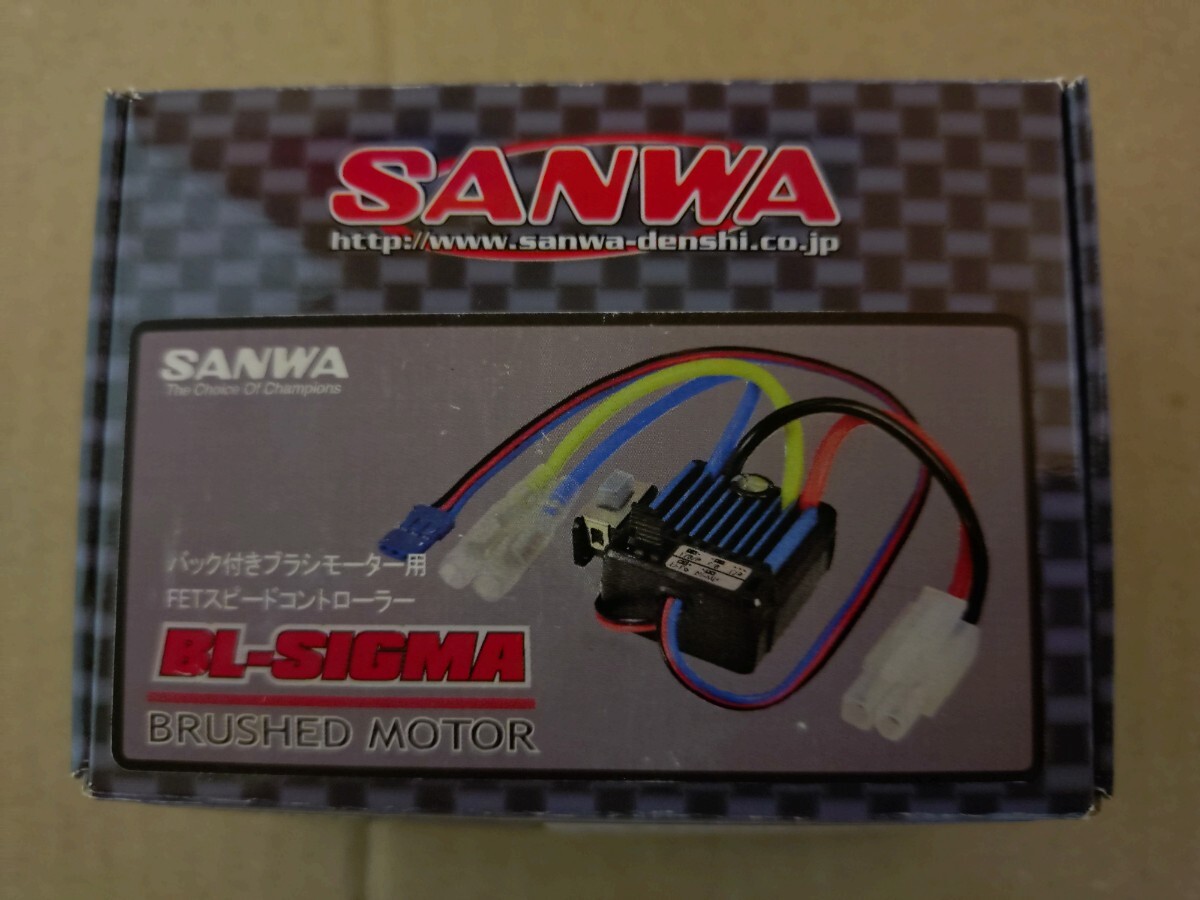 SANWA
http://www.sanwa-denshi.co.jp
SANWA
The Choice Of Champions
バック付きブラシモーター用
FETスピードコントローラー
BL-SIGMA
BRUSHED MOTOR